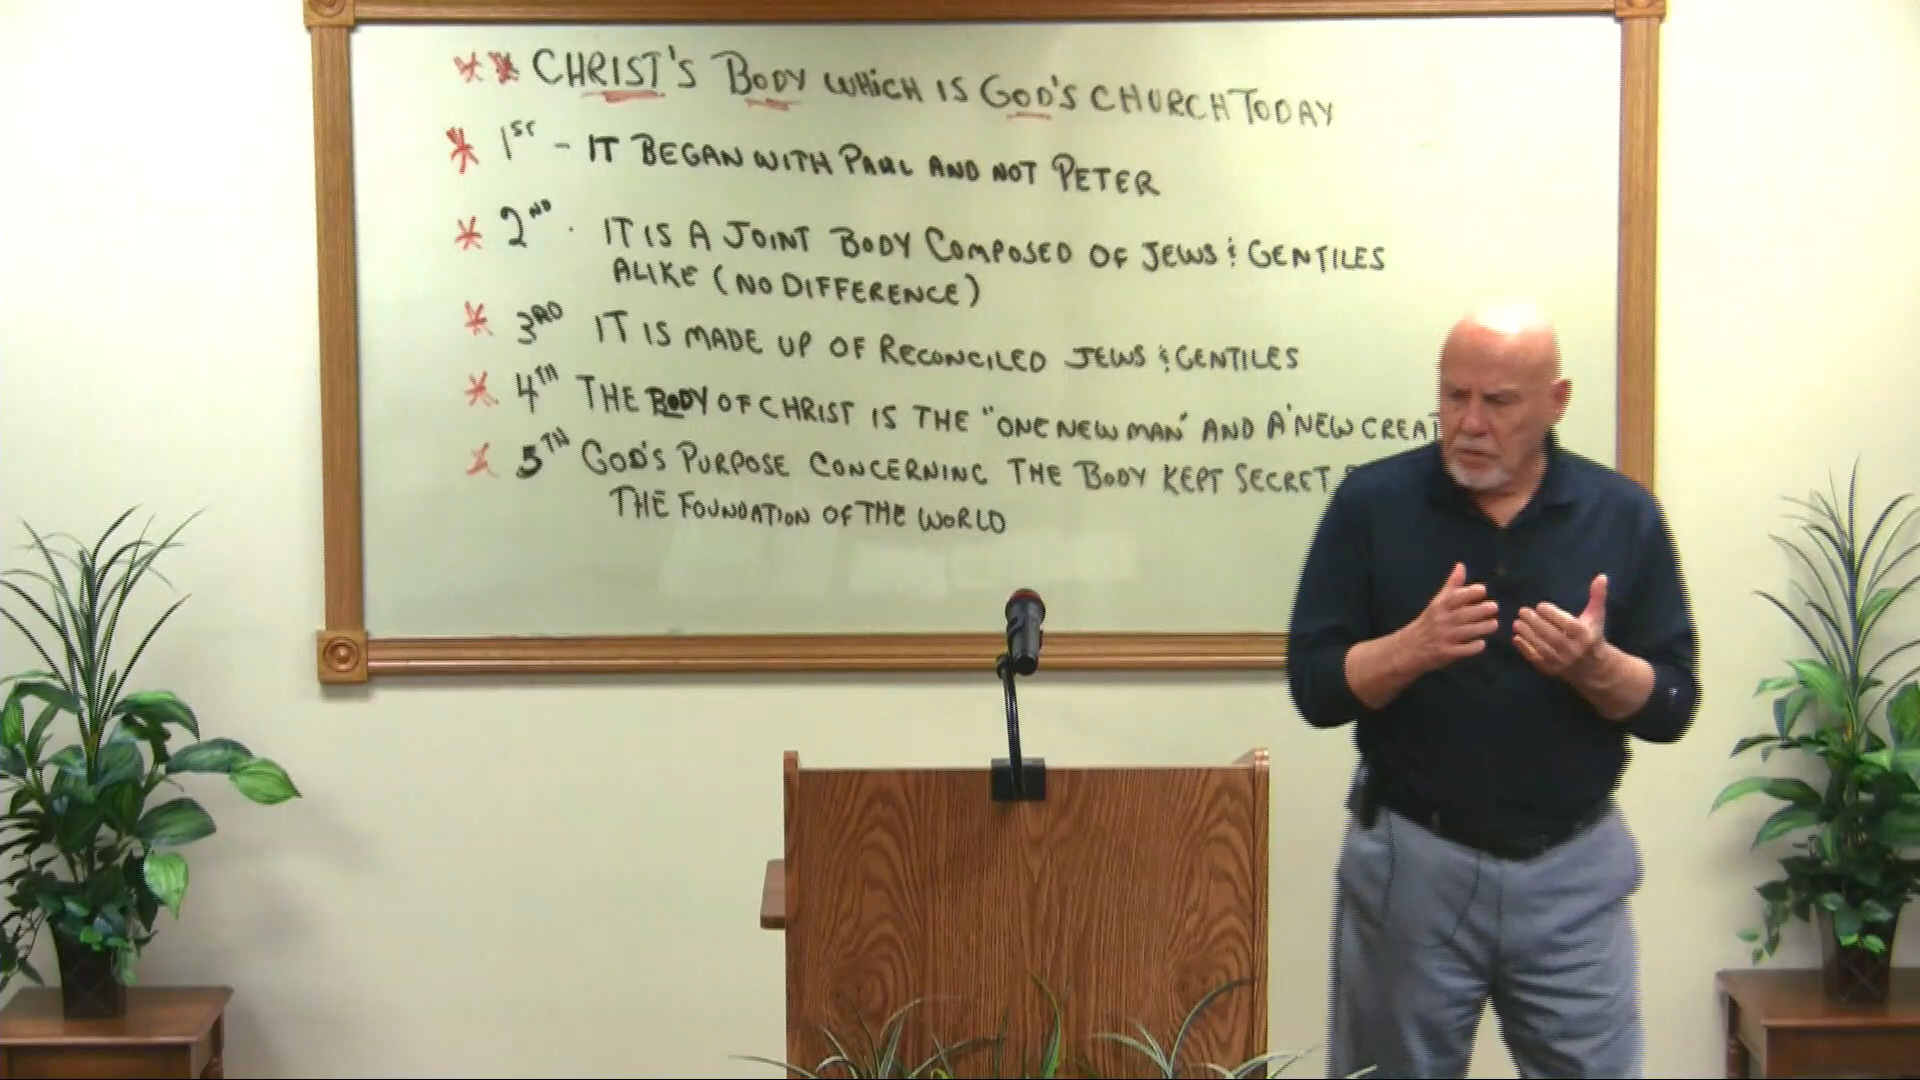 ** CHRIST'S BODY WHICH IS GOD'S CHURCH TODAY
* 1ST - IT BEGAN WITH PAUL AND NOT PETER
* 2ND. IT IS A JOINT BODY COMPOSED OF JEWS & GENTILES
ALIKE (NO DIFFERENCE)
* 3RD IT IS MADE UP OF RECONCILED JEWS & GENTILES
* 4TH THE BODY OF CHRIST IS THE "ONE NEW MAN" AND A "NEW
* 5TH GOD'S PURPOSE CONCERNING THE BODY KEPT SECRET
THE FOUNDATION OF THE WORLD